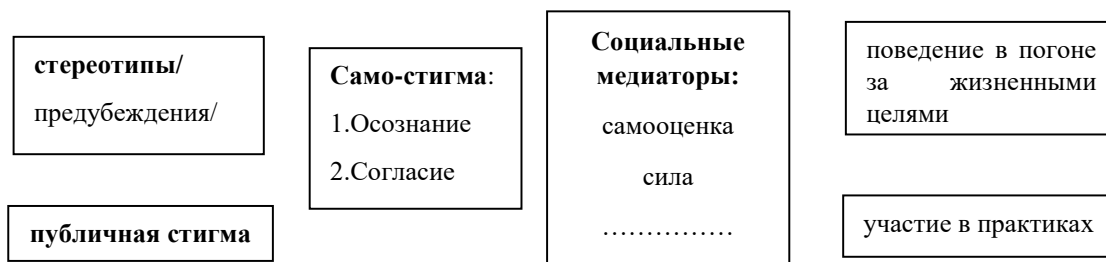 стереотипы/
предубеждения/
публичная стигма
Само-стигма:
1.Осознание
2.Согласие
Социальные
медиаторы:
самооценка
сила
……………
поведение в погоне
за жизненными
целями
участие в практиках